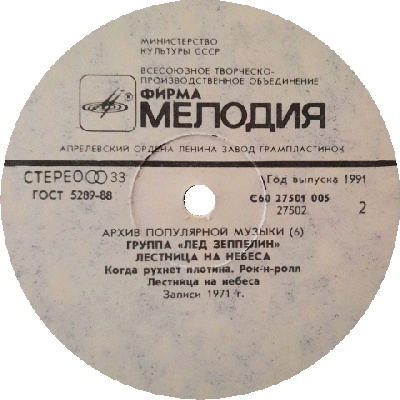 МИНИСТЕРСТВО
КУЛЬТУРЫ СССР
ВСЕСОЮЗНОЕ ТВОРЧЕСКО-
ПРОИЗВОДСТВЕННОЕ ОБЪЕДИНЕНИЕ
ФИРМА
МЕЛОДИЯ
АПРЕЛЕВСКИЙ ОРДЕНА ЛЕНИНА ЗАВОД ГРАМПЛАСТИНОК
СТЕРЕО 33
Год выпуска 1991
ГОСТ 5289-88
С60 27501 005
27502
2
АРХИВ ПОПУЛЯРНОЙ МУЗЫКИ (6)
ГРУППА «ЛЕД ЗЕППЕЛИН»
ЛЕСТНИЦА НА НЕБЕСА
Когда рухнет плотина. Рок-н-ролл
Лестница на небеса
Записи 1971 г.